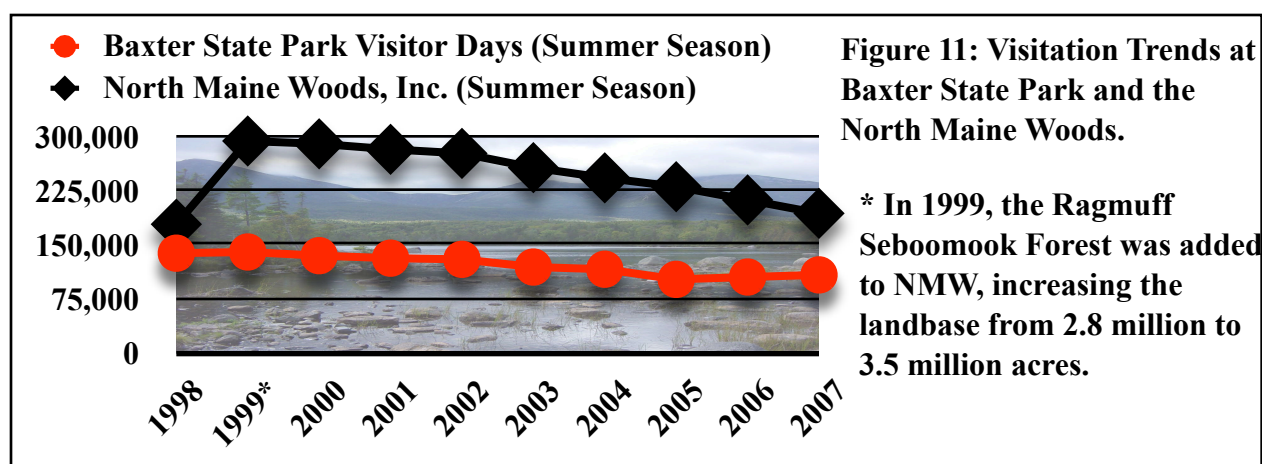 Baxter State Park Visitor Days (Summer Season)
North Maine Woods, Inc. (Summer Season)
Figure 11: Visitation Trends at
Baxter State Park and the
North Maine Woods.
* In 1999, the Ragmuff
Seboomook Forest was added
to NMW, increasing the
landbase from 2.8 million to
3.5 million acres.
300,000
225,000
150,000
75,000
0
1998
1999*
2000
2001
2002
2003
2004
2005
2006
2007